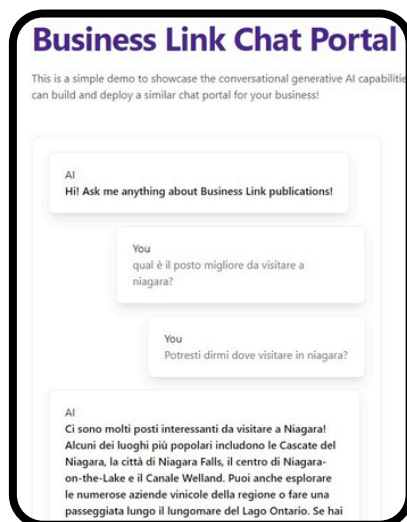 Business Link Chat Portal
This is a simple demo to showcase the conversational generative AI capabilitie
can build and deploy a similar chat portal for your business!
AI
Hi! Ask me anything about Business Link publications!
You
qual è il posto migliore da visitare a
niagara?
You
Potresti dirmi dove visitare in niagara?
AI
Ci sono molti posti interessanti da visitare a Niagara!
Alcuni dei luoghi più popolari includono le Cascate del
Niagara, la città di Niagara Falls, il centro di Niagara-
on-the-Lake e il Canale Welland. Puoi anche esplorare
le numerose aziende vinicole della regione o fare una
passeggiata lungo il lungomare del Lago Ontario. Se hai